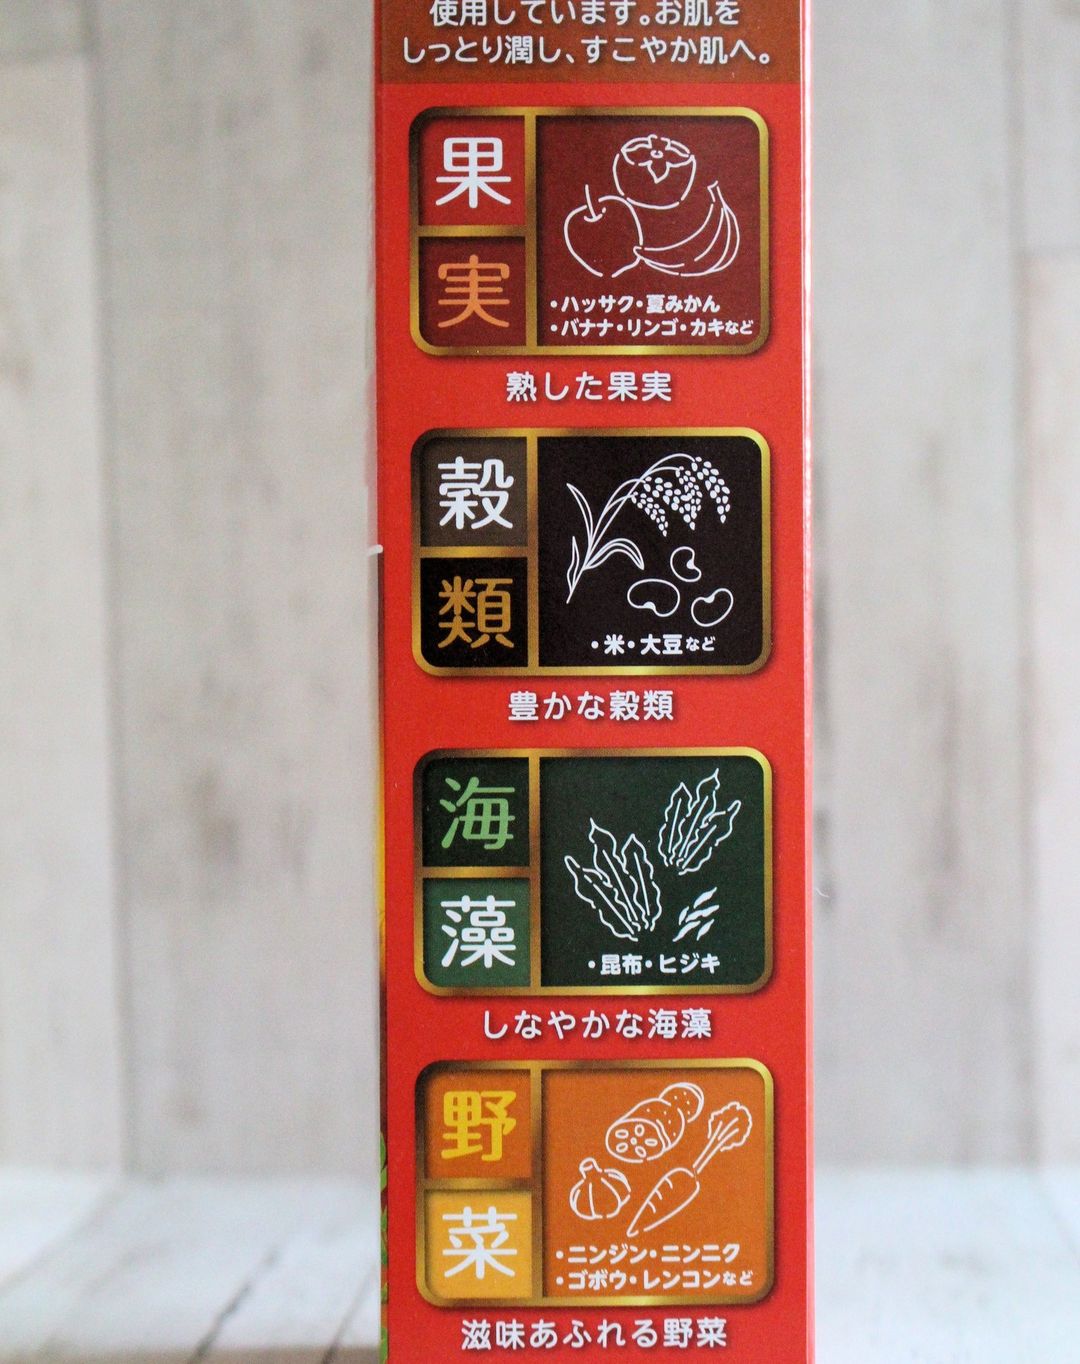 使用しています。お肌を
しっとり潤し、すこやか肌へ。
果実
・ハッサク・夏みかん
・バナナ・リンゴ・カキなど
熟した果実
穀類
・米・大豆など
豊かな穀類
海藻
・昆布・ヒジキ
しなやかな海藻
野菜
・ニンジン・ニンニク
・ゴボウ・レンコンなど
滋味あふれる野菜